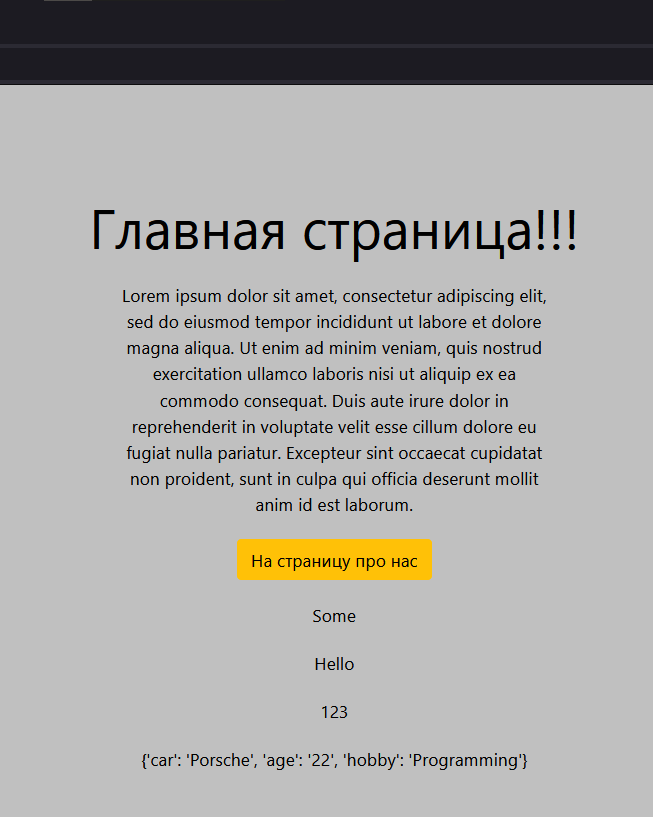 Главная страница!!!
Lorem ipsum dolor sit amet, consectetur adipiscing elit,
sed do eiusmod tempor incididunt ut labore et dolore
magna aliqua. Ut enim ad minim veniam, quis nostrud
exercitation ullamco laboris nisi ut aliquip ex ea
commodo consequat. Duis aute irure dolor in
reprehenderit in voluptate velit esse cillum dolore eu
fugiat nulla pariatur. Excepteur sint occaecat cupidatat
non proident, sunt in culpa qui officia deserunt mollit
anim id est laborum.
На страницу про нас
Some
Hello
123
{'car': 'Porsche', 'age': '22', 'hobby': 'Programming'}